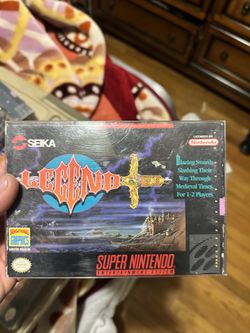 SEIKA
LICENSED BY
Nintendo
LEGEND
Blazing Swords
Slashing Their
Way Through
Medieval Times.
For 1-2 Players
SUPER NINTENDO
ENTERTAINMENT SYSTEM